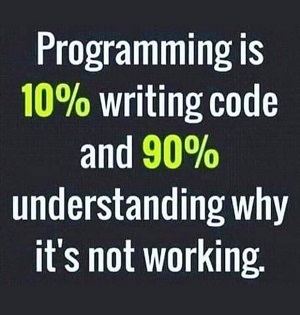 Programming is
10% writing code
and 90%
understanding why
it's not working.